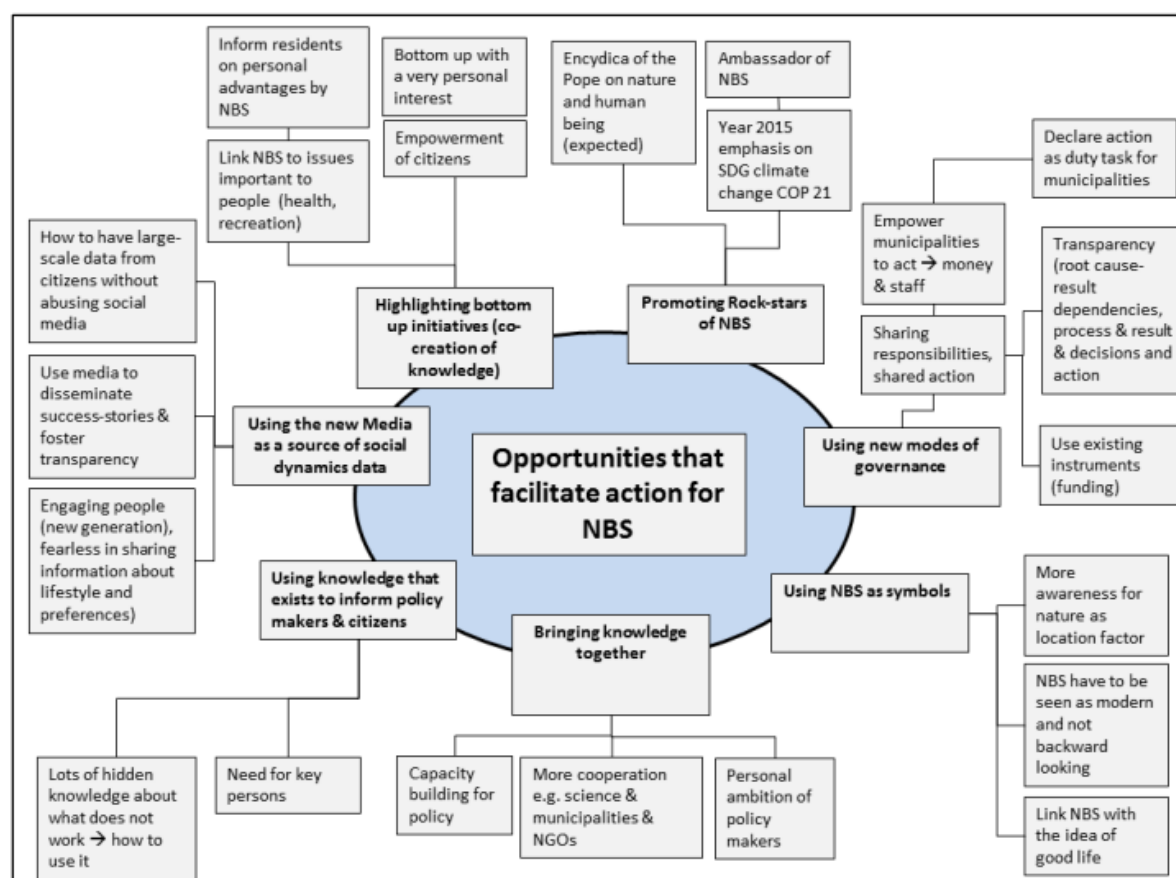 Inform residents
on personal
advantages by
NBS
Link NBS to issues
important to
people (health,
recreation)
Bottom up with
a very personal
interest
Empowerment
of citizens
Encydica of the
Pope on nature
and human
being
(expected)
Ambassador of
NBS
Year 2015
emphasis on
SDG climate
change COP 21
Declare action
as duty task for
municipalities
Empower
municipalities
to act → money
& staff
Sharing
responsibilities,
shared action
Transparency
(root cause-
result
dependencies,
process & result
& decisions and
action
Use existing
instruments
(funding)
How to have large-
scale data from
citizens without
abusing social
media
Use media to
disseminate
success-stories &
foster
transparency
Engaging people
(new generation),
fearless in sharing
information about
lifestyle and
preferences)
Highlighting bottom
up initiatives (co-
creation of
knowledge)
Promoting Rock-stars
of NBS
Using the new Media
as a source of social
dynamics data
Opportunities that
facilitate action for
NBS
Using new modes of
governance
Using knowledge that
exists to inform policy
makers & citizens
Bringing knowledge
together
Using NBS as symbols
More
awareness for
nature as
location factor
NBS have to be
seen as modern
and not
backward
looking
Link NBS with
the idea of
good life
Lots of hidden
knowledge about
what does not
work → how to
use it
Need for key
persons
Capacity
building for
policy
More cooperation
e.g. science &
municipalities &
NGOs
Personal
ambition of
policy
makers